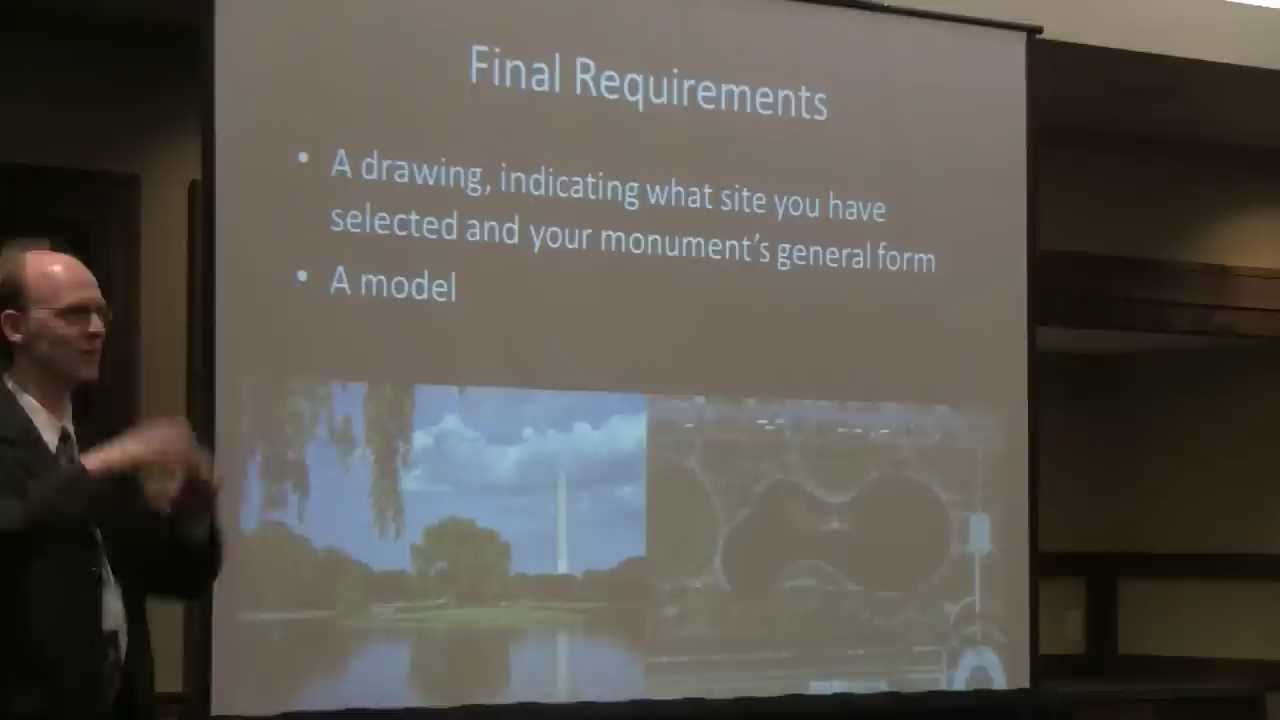 Final Requirements
• A drawing, indicating what site you have
selected and your monument's general form
• A model